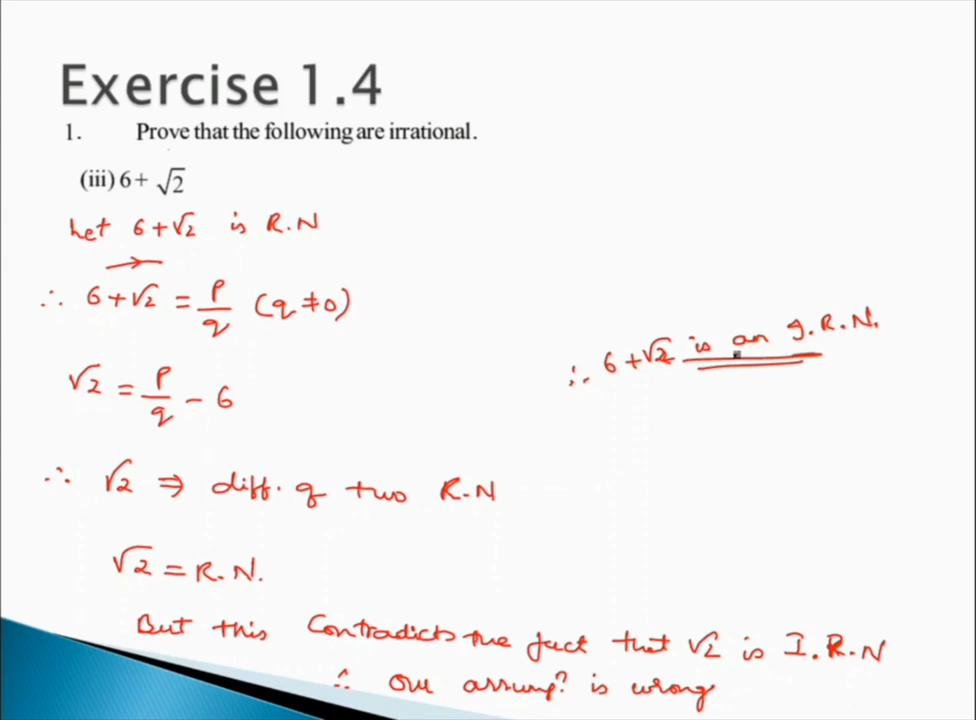 Exercise 1.4
1. Prove that the following are irrational.
(iii) 6 + √2
Let 6+√2 is R.N
∴ 6+√2 = p/q (q ≠ 0)
√2 = p/q − 6
∴ √2 ⇒ diff. of two R.N
√2 = R.N.
But this Contradicts the fact that √2 is I.R.N
∴ our assump? is wrong
∴ 6+√2 is an I.R.N.